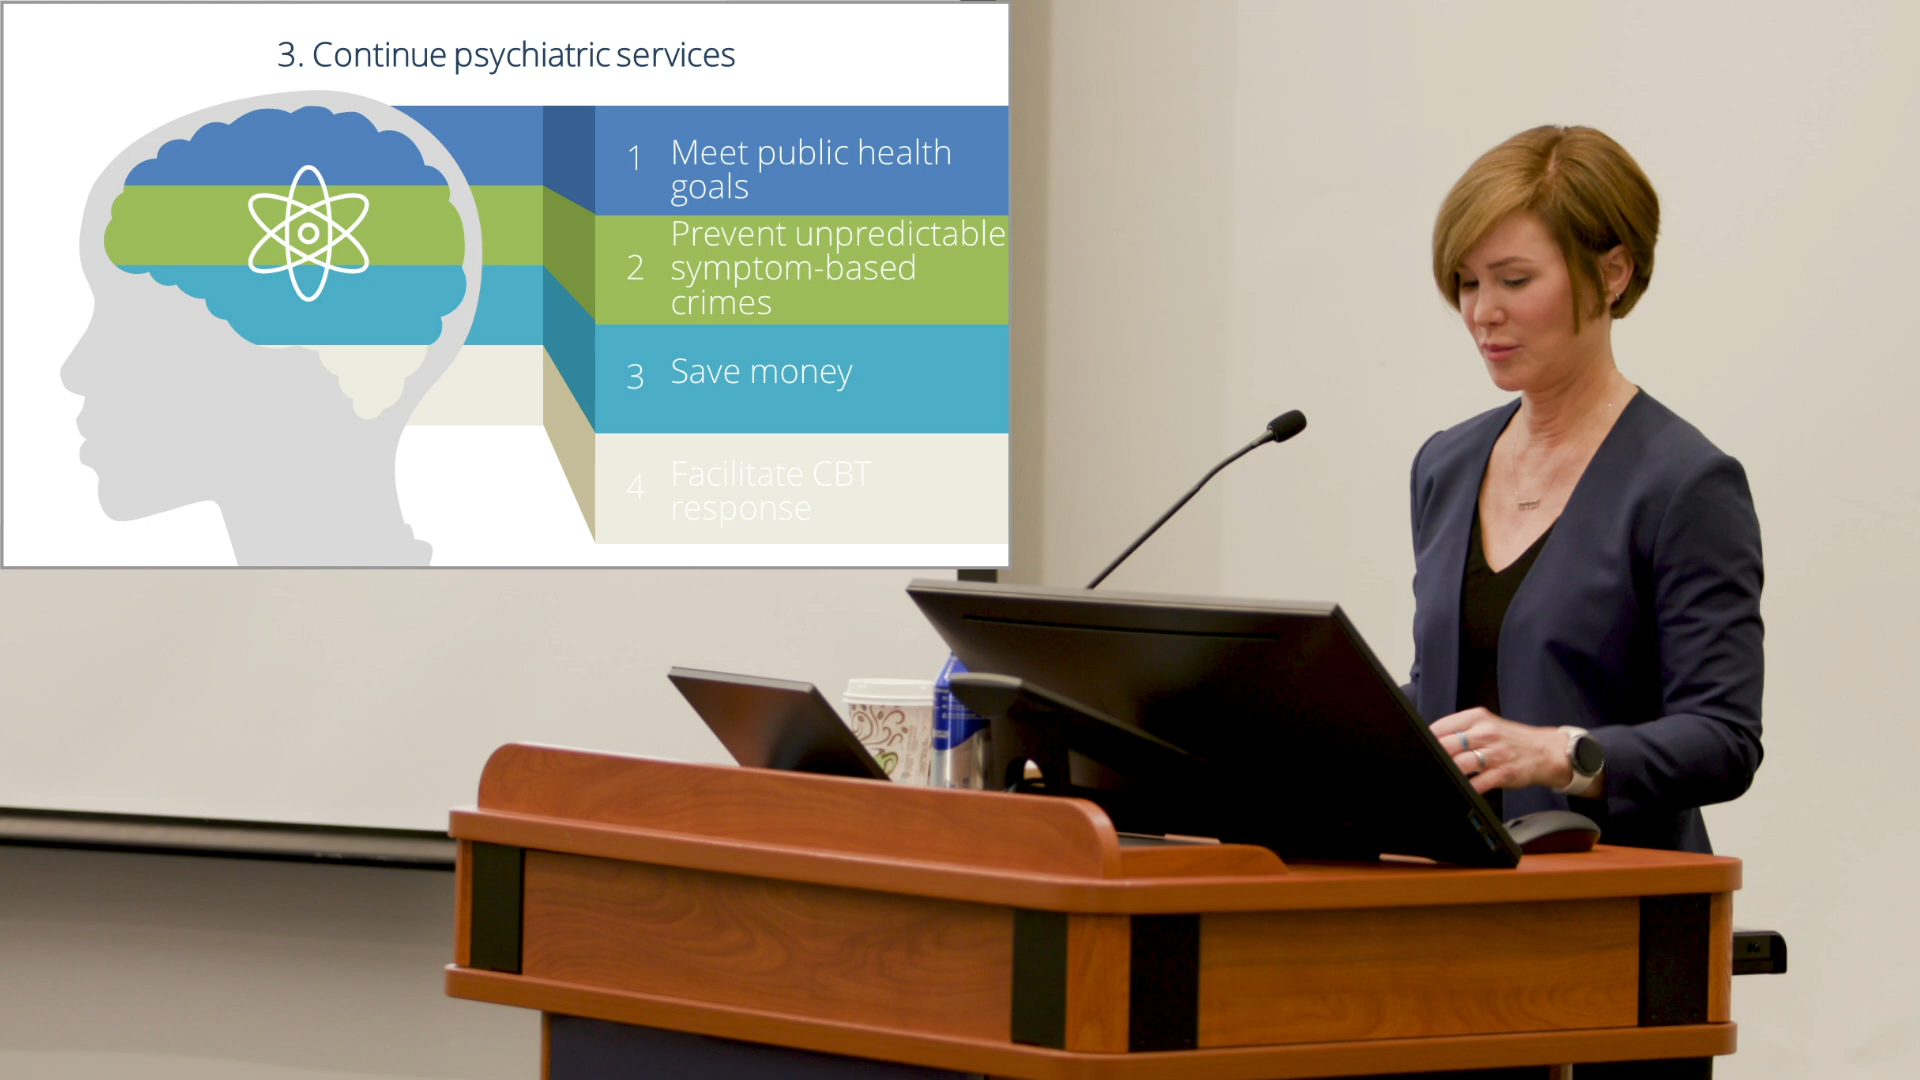 3. Continue psychiatric services
1 Meet public health
goals
Prevent unpredictable
2 symptom-based
crimes
3 Save money
4 Facilitate CBT
response